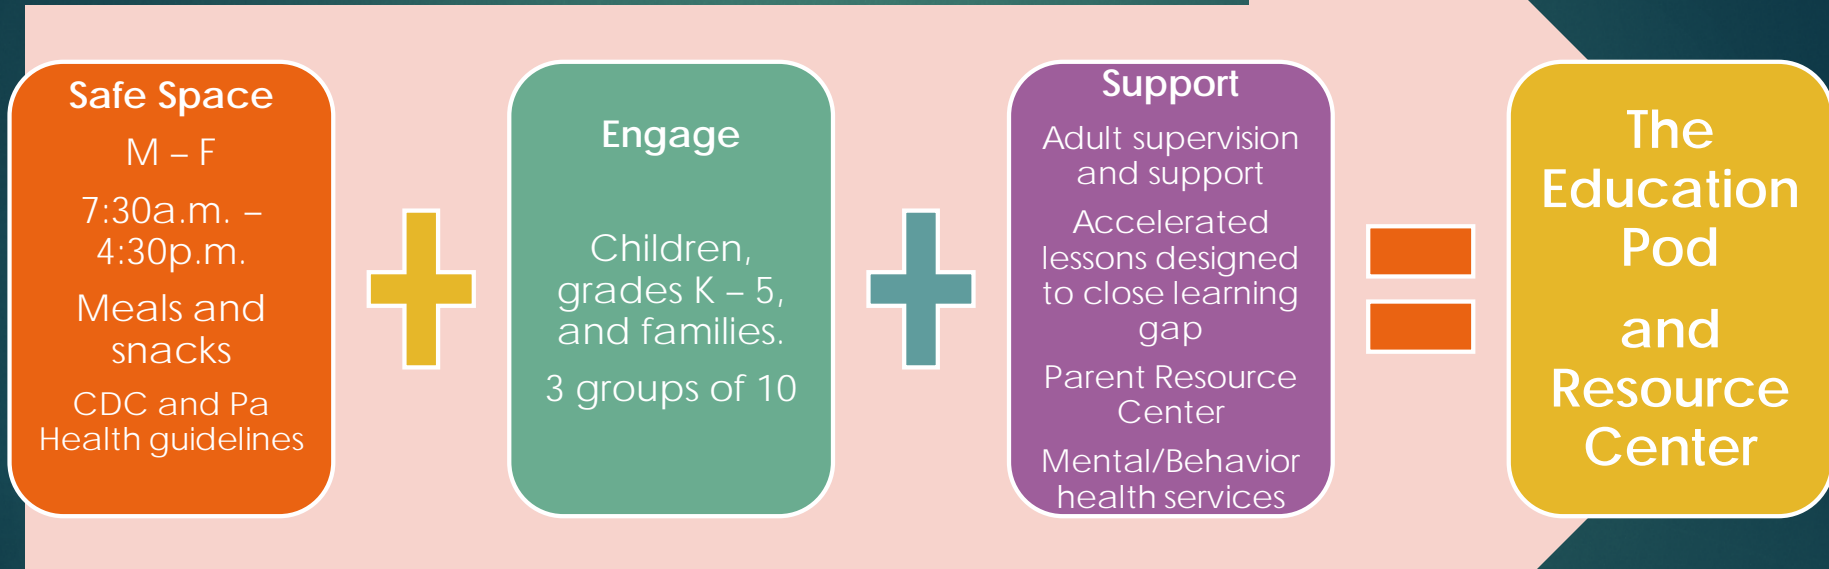 Safe Space
M – F
7:30a.m. –
4:30p.m.
Meals and
snacks
CDC and Pa
Health guidelines
Engage
Children,
grades K – 5,
and families.
3 groups of 10
Support
Adult supervision
and support
Accelerated
lessons designed
to close learning
gap
Parent Resource
Center
Mental/Behavior
health services
The
Education
Pod
and
Resource
Center